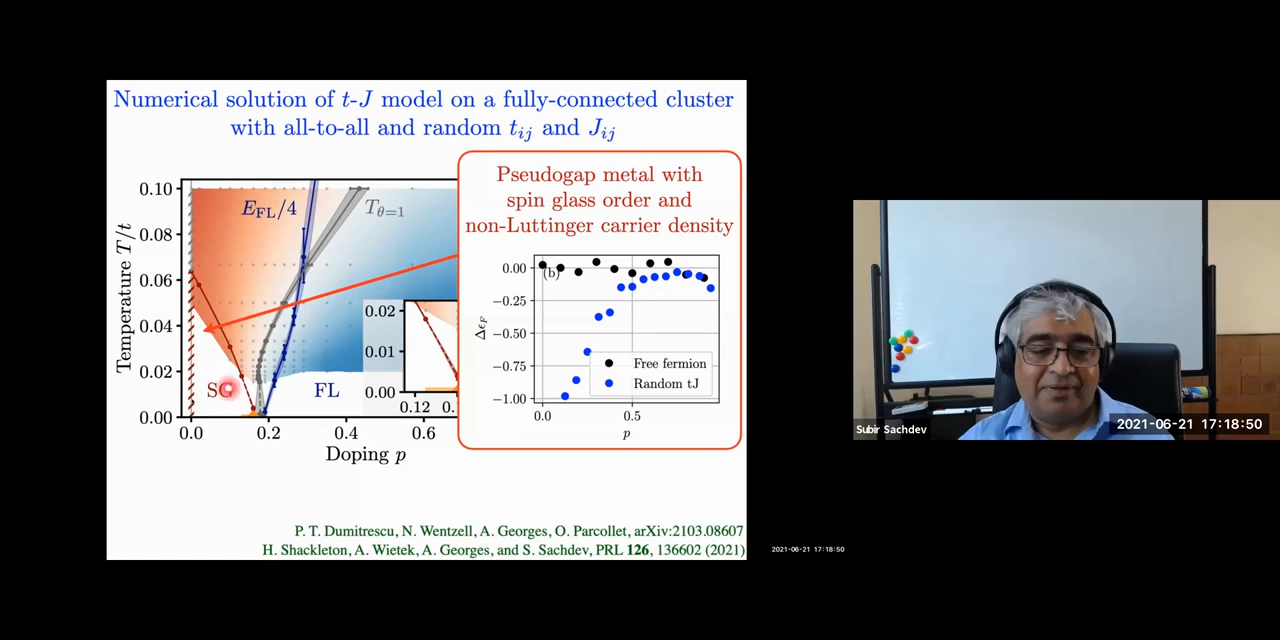 Numerical solution of t-J model on a fully-connected cluster
with all-to-all and random tij and Jij
Pseudogap metal with
spin glass order and
non-Luttinger carrier density
Temperature T/t
0.10
0.08
0.06
0.04
0.02
0.00
EFL/4
Tθ=1
SG
FL
0.0
0.2
0.4
0.6
Doping p
0.02
0.01
0.00
0.12
(b)
ΔϵF
0.00
−0.25
−0.50
−0.75
−1.00
Free fermion
Random tJ
0.0
0.5
p
P. T. Dumitrescu, N. Wentzell, A. Georges, O. Parcollet, arXiv:2103.08607
H. Shackleton, A. Wietek, A. Georges, and S. Sachdev, PRL 126, 136602 (2021)
Subir Sachdev
2021-06-21 17:18:50
2021-06-21 17:18:50